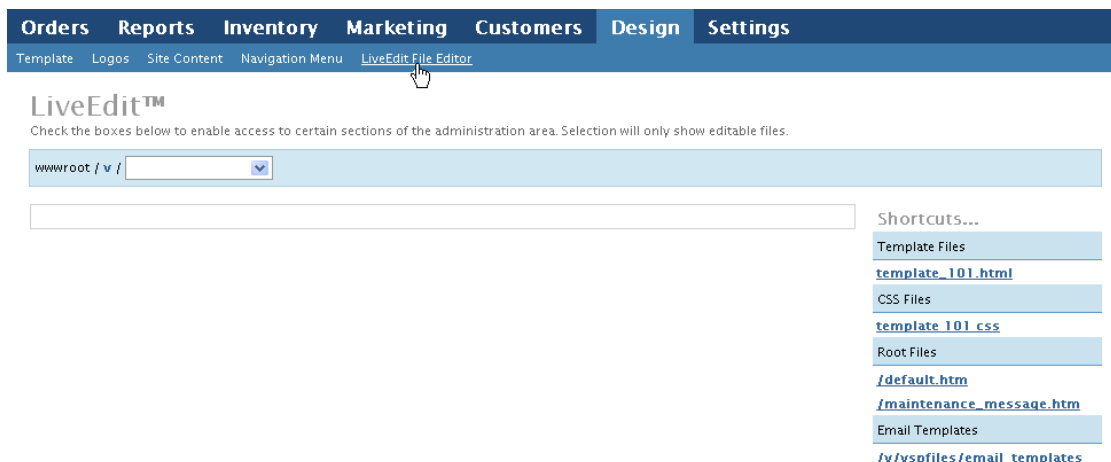 Orders Reports Inventory Marketing Customers Design Settings
Template Logos Site Content Navigation Menu LiveEdit File Editor
LiveEdit™
Check the boxes below to enable access to certain sections of the administration area. Selection will only show editable files.
wwwroot / v /
Shortcuts...
Template Files
template_101.html
CSS Files
template 101 css
Root Files
/default.htm
/maintenance_message.htm
Email Templates
/v/vspfiles/email_templates